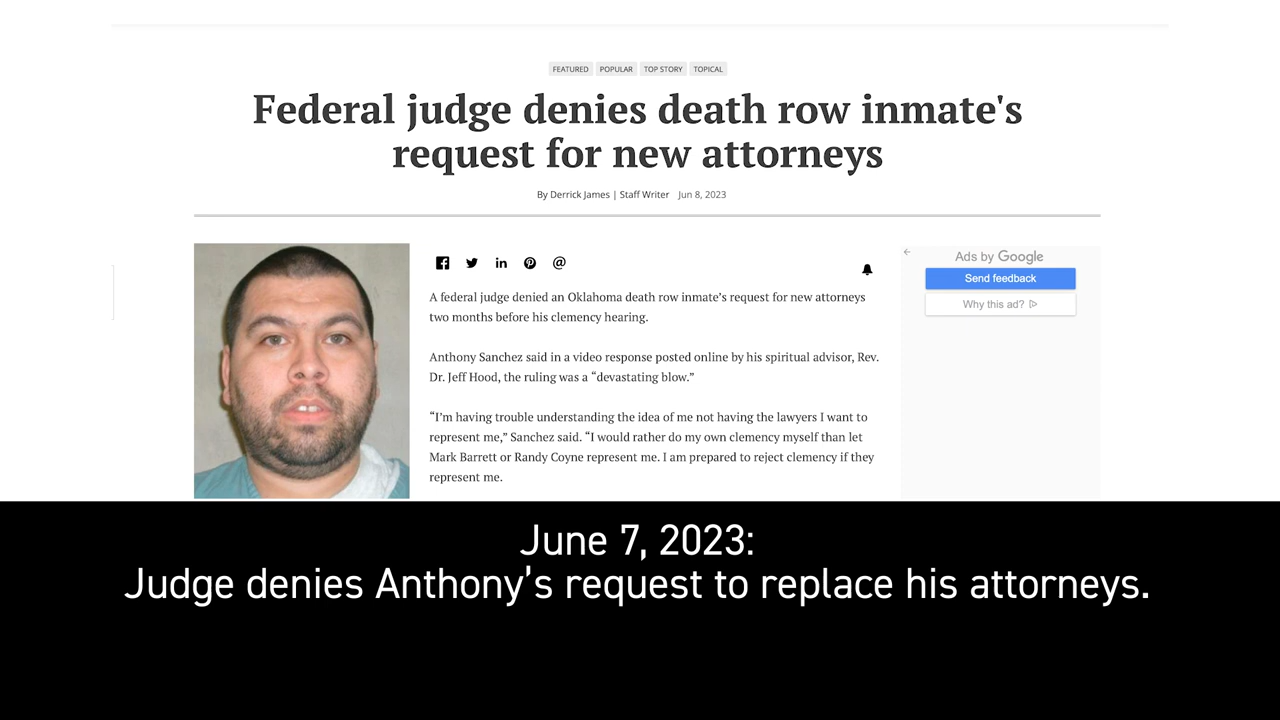 FEATURED POPULAR TOP STORY TOPICAL
Federal judge denies death row inmate's
request for new attorneys
By Derrick James | Staff Writer Jun 8, 2023
A federal judge denied an Oklahoma death row inmate’s request for new attorneys
two months before his clemency hearing.
Anthony Sanchez said in a video response posted online by his spiritual advisor, Rev.
Dr. Jeff Hood, the ruling was a “devastating blow.”
“I’m having trouble understanding the idea of me not having the lawyers I want to
represent me,” Sanchez said. “I would rather do my own clemency myself than let
Mark Barrett or Randy Coyne represent me. I am prepared to reject clemency if they
represent me.
Ads by Google
Send feedback
Why this ad?
June 7, 2023:
Judge denies Anthony’s request to replace his attorneys.